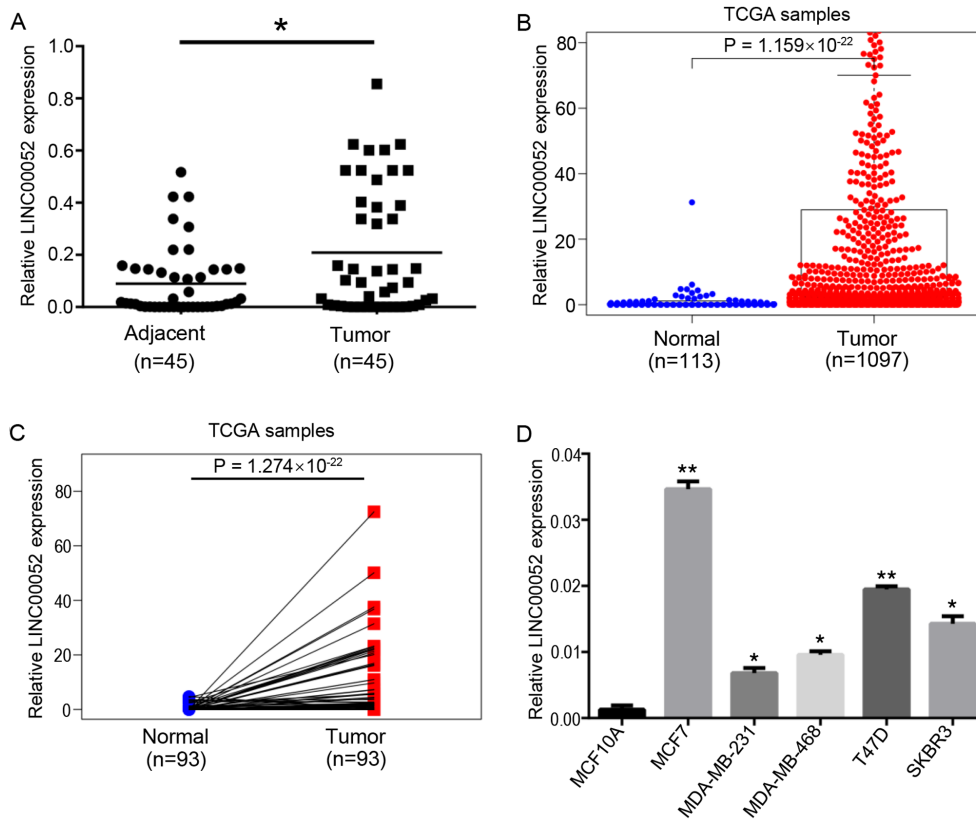 A
*
Relative LINC00052 expression
1.0
0.8
0.6
0.4
0.2
0.0
Adjacent
(n=45)
Tumor
(n=45)
B
TCGA samples
P = 1.159×10-22
Relative LINC00052 expression
80
60
40
20
0
Normal
(n=113)
Tumor
(n=1097)
C
TCGA samples
P = 1.274×10-22
Relative LINC00052 expression
80
60
40
20
0
Normal
(n=93)
Tumor
(n=93)
D
Relative LINC00052 expression
0.04
0.03
0.02
0.01
0.00
**
*
*
**
*
MCF10A
MCF7
MDA-MB-231
MDA-MB-468
T47D
SKBR3